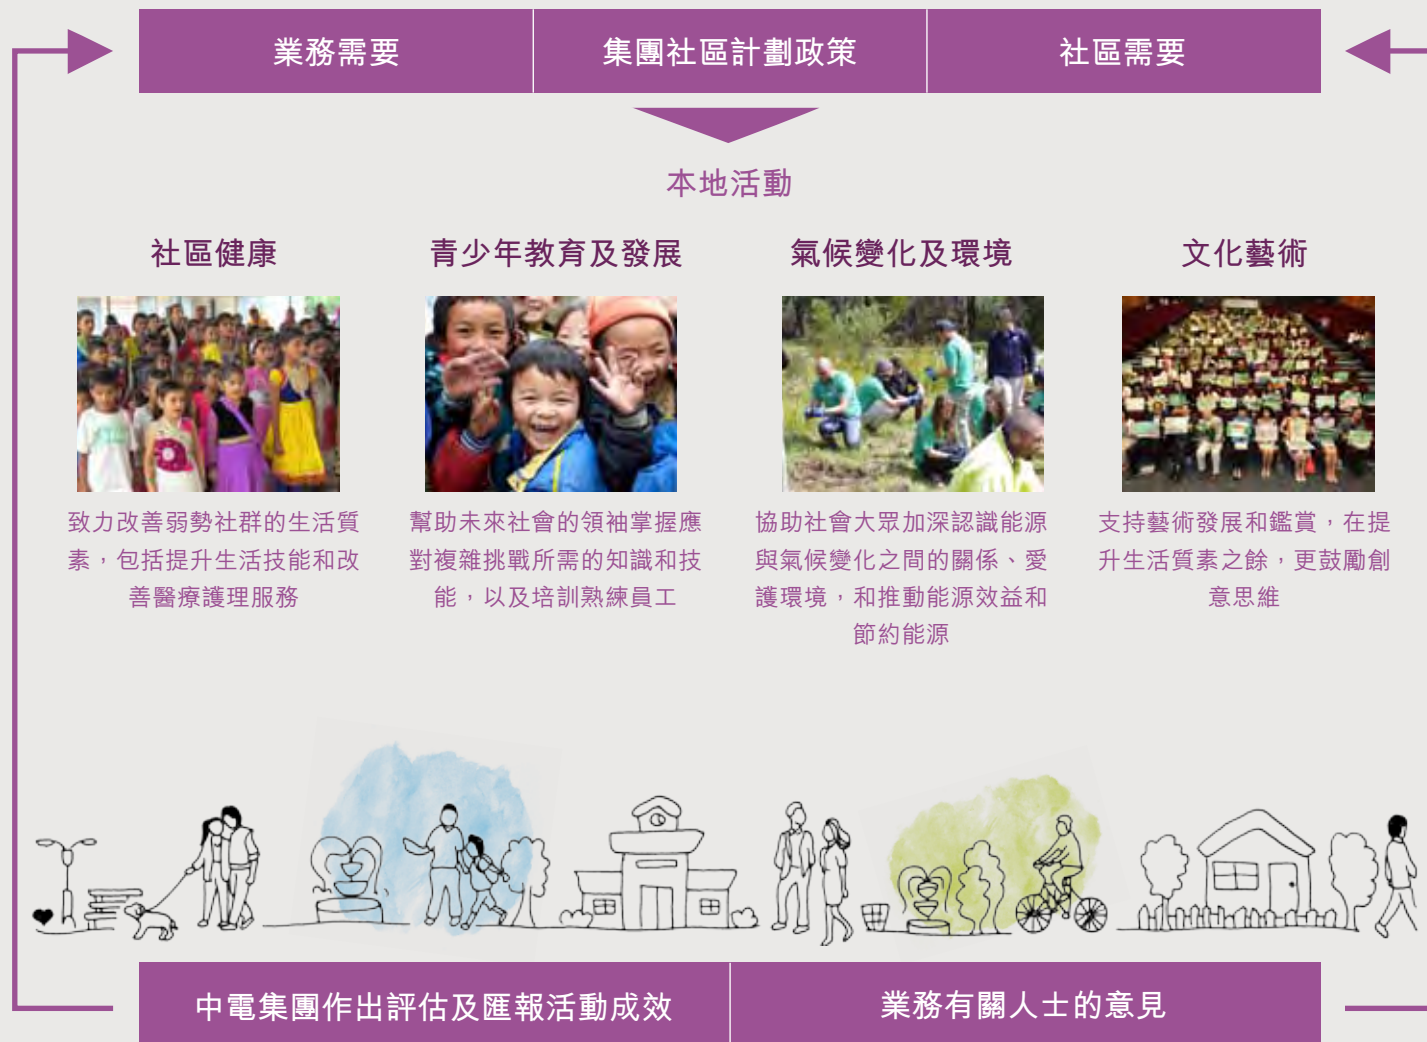 業務需要
集團社區計劃政策
社區需要
本地活動
社區健康
青少年教育及發展
氣候變化及環境
文化藝術
致力改善弱勢社群的生活質
素，包括提升生活技能和改
善醫療護理服務
幫助未來社會的領袖掌握應
對複雜挑戰所需的知識和技
能，以及培訓熟練員工
協助社會大眾加深認識能源
與氣候變化之間的關係、愛
護環境，和推動能源效益和
節約能源
支持藝術發展和鑑賞，在提
升生活質素之餘，更鼓勵創
意思維
中電集團作出評估及匯報活動成效
業務有關人士的意見